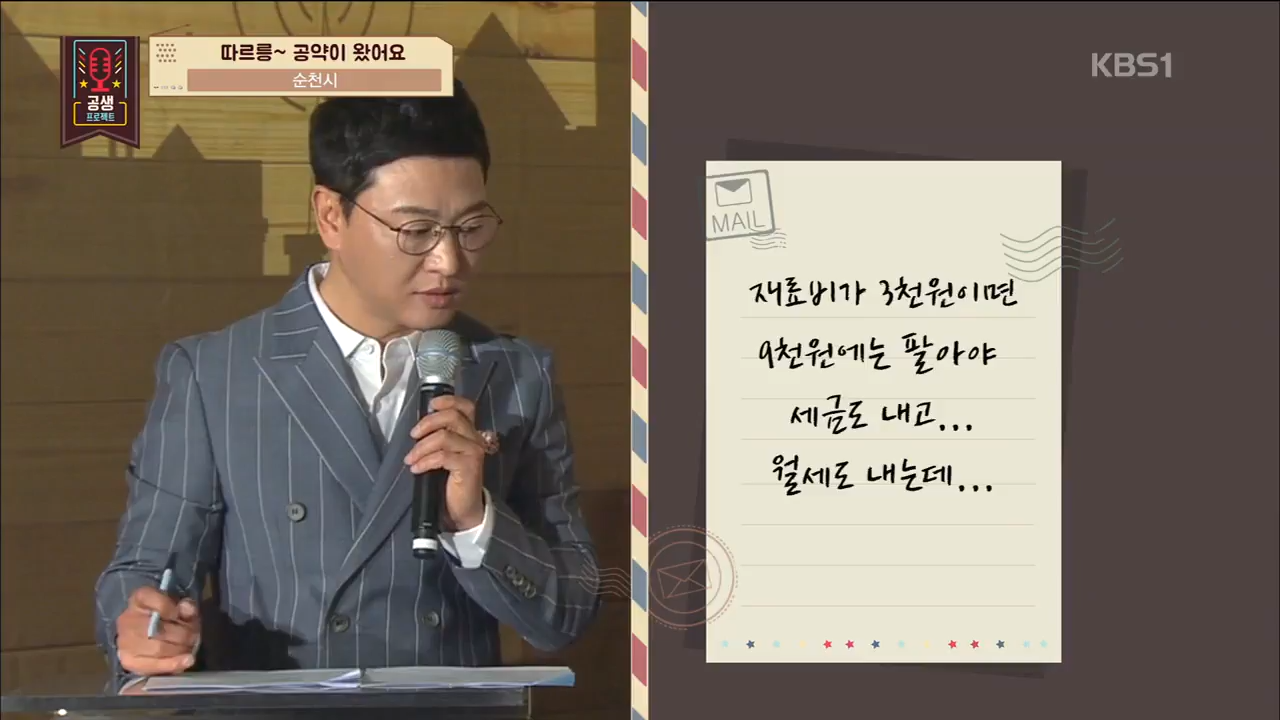 따르릉~ 공약이 왔어요
순천시
공생
프로젝트
KBS1
MAIL
재료비가 3천원이면
9천원에는 팔아야
세금도 내고...
월세도 내는데...